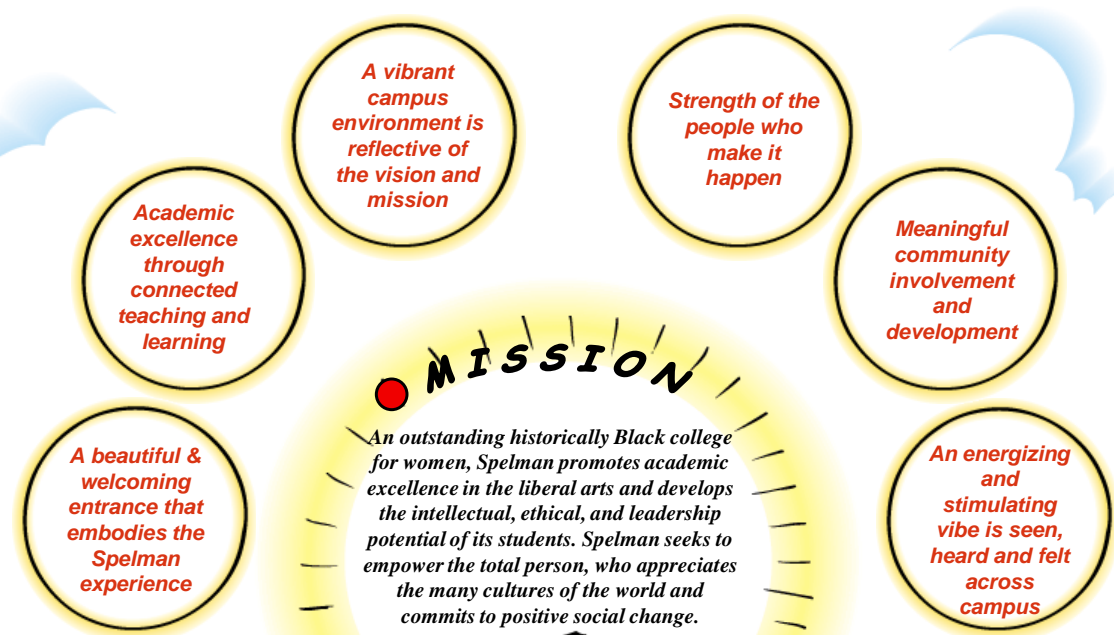 A vibrant
campus
environment is
reflective of
the vision and
mission
Strength of the
people who
make it
happen
Academic
excellence
through
connected
teaching and
learning
Meaningful
community
involvement
and
development
MISSION
A beautiful &
welcoming
entrance that
embodies the
Spelman
experience
An outstanding historically Black college
for women, Spelman promotes academic
excellence in the liberal arts and develops
the intellectual, ethical, and leadership
potential of its students. Spelman seeks to
empower the total person, who appreciates
the many cultures of the world and
commits to positive social change.
An energizing
and
stimulating
vibe is seen,
heard and felt
across
campus